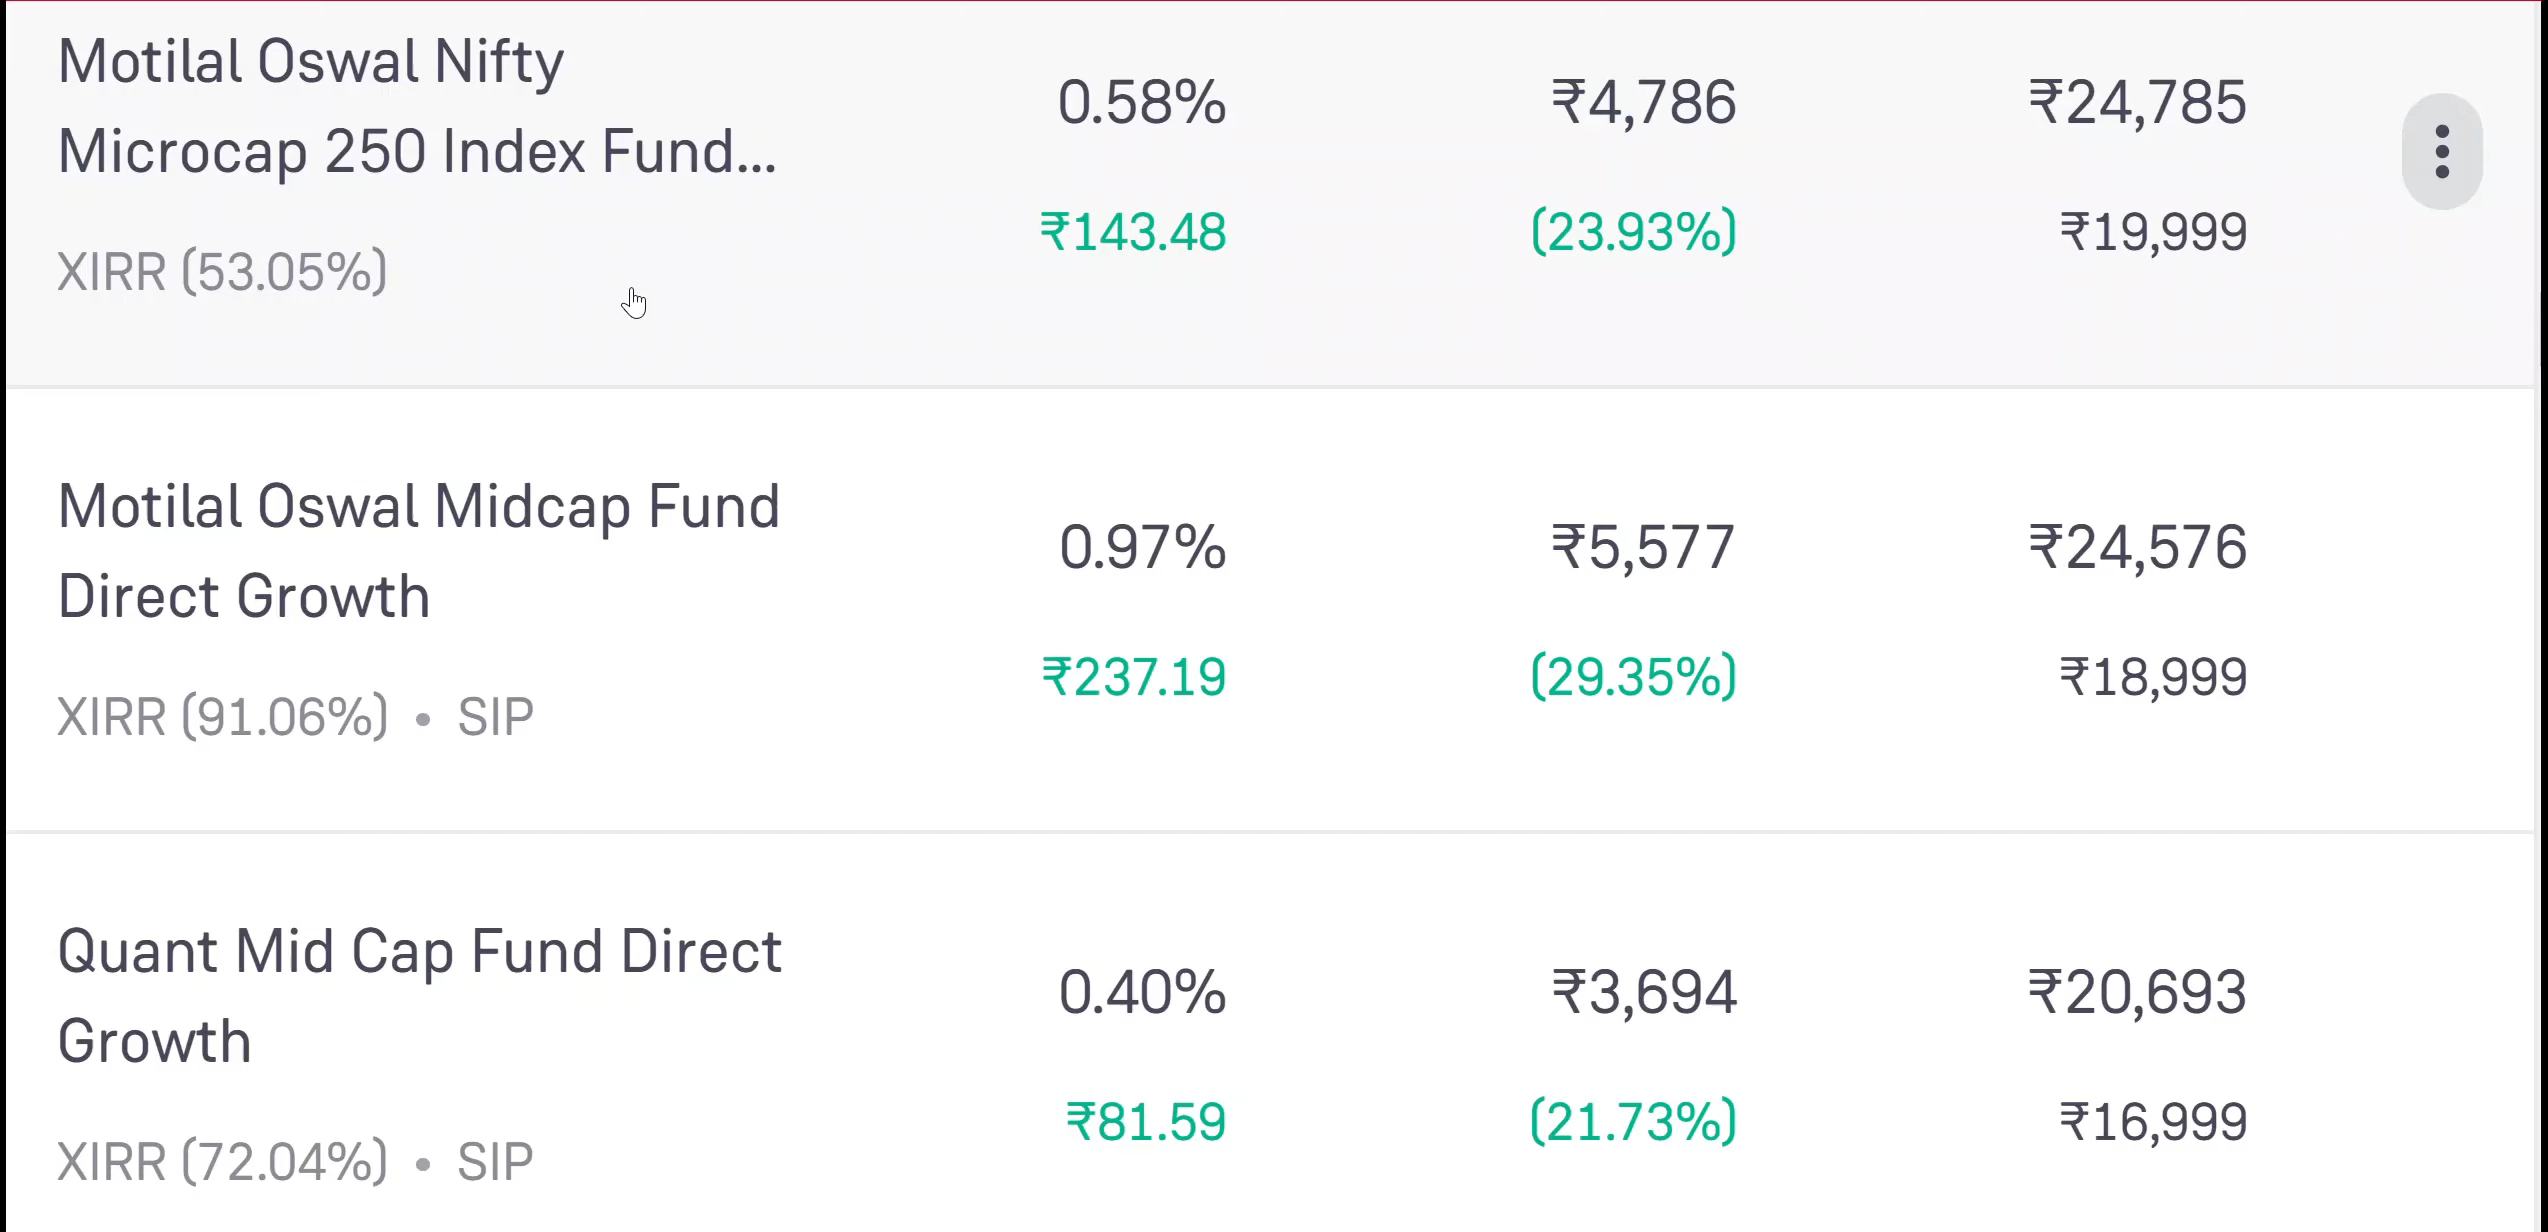 Motilal Oswal Nifty
Microcap 250 Index Fund...
XIRR (53.05%)
0.58%
₹143.48
₹4,786
(23.93%)
₹24,785
₹19,999
Motilal Oswal Midcap Fund
Direct Growth
XIRR (91.06%) • SIP
0.97%
₹237.19
₹5,577
(29.35%)
₹24,576
₹18,999
Quant Mid Cap Fund Direct
Growth
XIRR (72.04%) • SIP
0.40%
₹81.59
₹3,694
(21.73%)
₹20,693
₹16,999